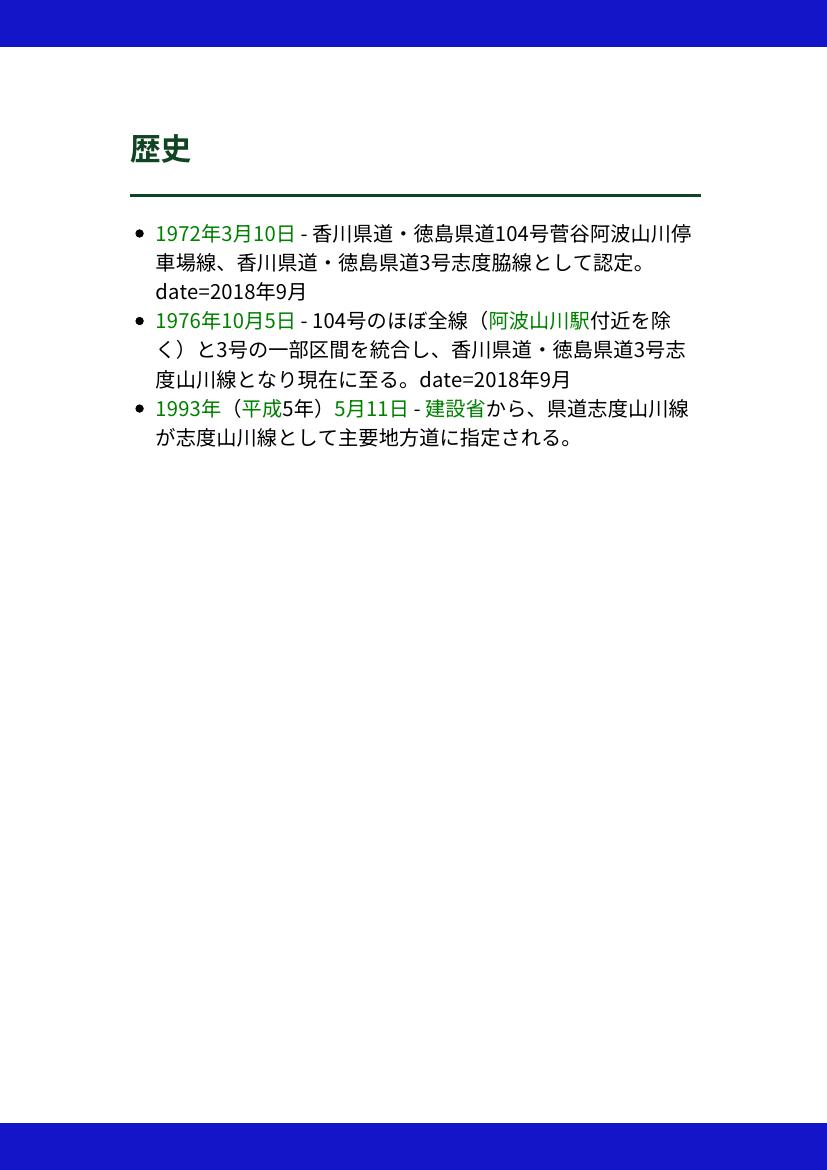 歴史
• 1972年3月10日 - 香川県道・徳島県道104号菅谷阿波山川停
車場線、香川県道・徳島県道3号志度脇線として認定。
date=2018年9月
• 1976年10月5日 - 104号のほぼ全線（阿波山川駅付近を除
く）と3号の一部区間を統合し、香川県道・徳島県道3号志
度山川線となり現在に至る。date=2018年9月
• 1993年（平成5年）5月11日 - 建設省から、県道志度山川線
が志度山川線として主要地方道に指定される。